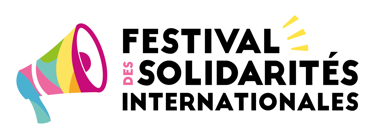 FESTIVAL
DES SOLIDARITÉS
INTERNATIONALES